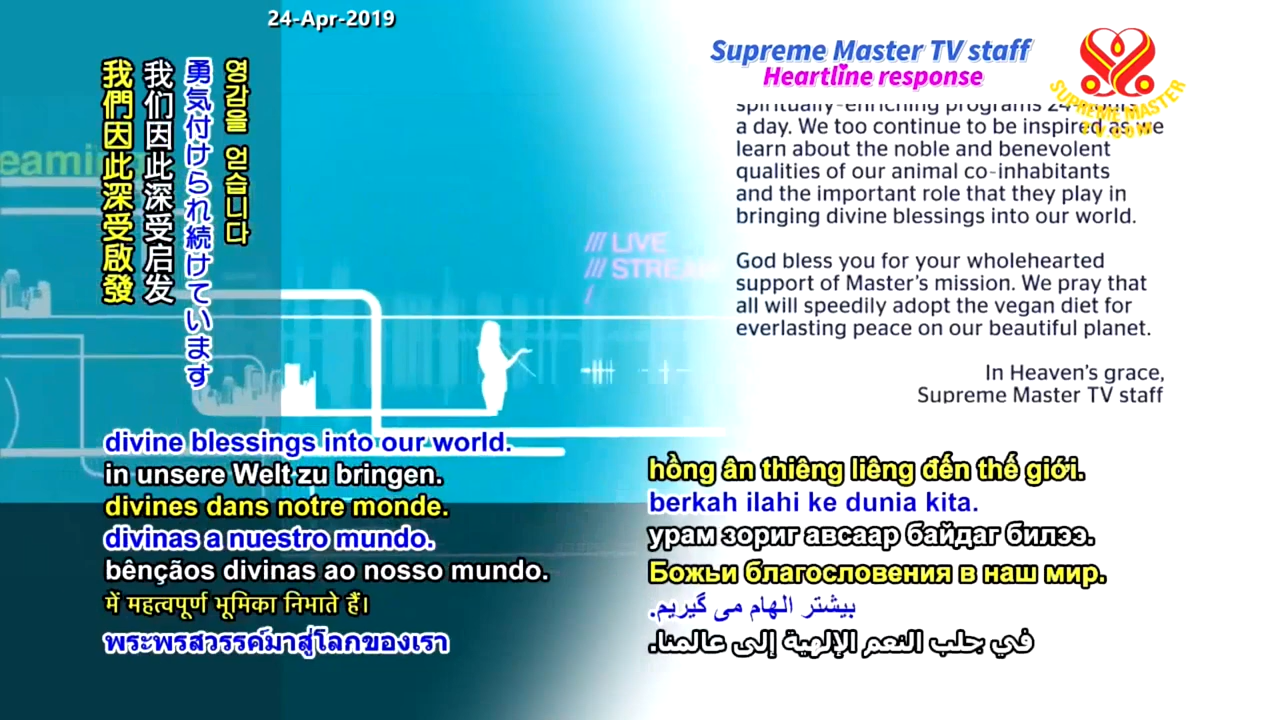 24-Apr-2019
Supreme Master TV staff
Heartline response
SUPREME MASTER
TV.COM
spiritually-enriching programs 24-hours
a day. We too continue to be inspired as we
learn about the noble and benevolent
qualities of our animal co-inhabitants
and the important role that they play in
bringing divine blessings into our world.
God bless you for your wholehearted
support of Master's mission. We pray that
all will speedily adopt the vegan diet for
everlasting peace on our beautiful planet.
In Heaven's grace,
Supreme Master TV staff
영감을 얻습니다
勇気付けられ続けています
我们因此深受启发
我們因此深受啟發
eaming
/// LIVE
/// STREAM
divine blessings into our world.
in unsere Welt zu bringen.
divines dans notre monde.
divinas a nuestro mundo.
bênçãos divinas ao nosso mundo.
में महत्वपूर्ण भूमिका निभाते हैं।
พระพรสวรรค์มาสู่โลกของเรา
hồng ân thiêng liêng đến thế giới.
berkah ilahi ke dunia kita.
урам зориг авсаар байдаг билээ.
Божьи благословения в наш мир.
بیشتر الهام می گیریم.
في جلب النعم الإلهية إلى عالمنا.